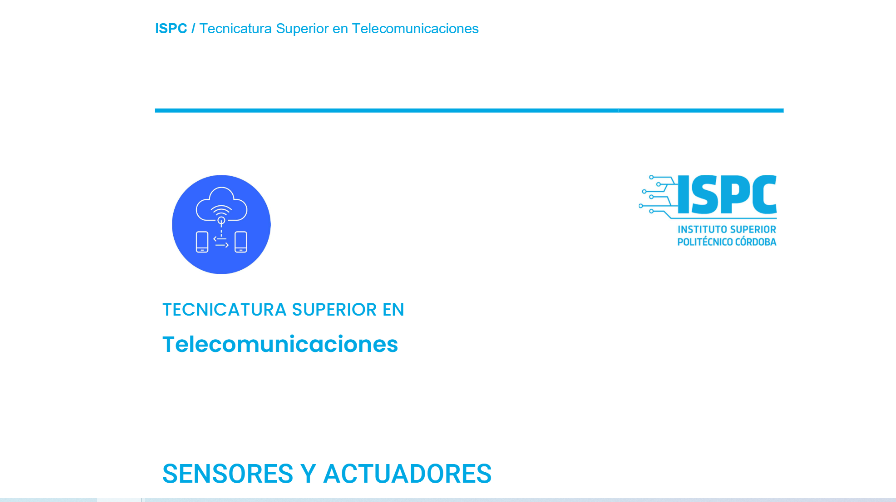 ISPC / Tecnicatura Superior en Telecomunicaciones
ISPC
INSTITUTO SUPERIOR
POLITÉCNICO CÓRDOBA
TECNICATURA SUPERIOR EN
Telecomunicaciones
SENSORES Y ACTUADORES